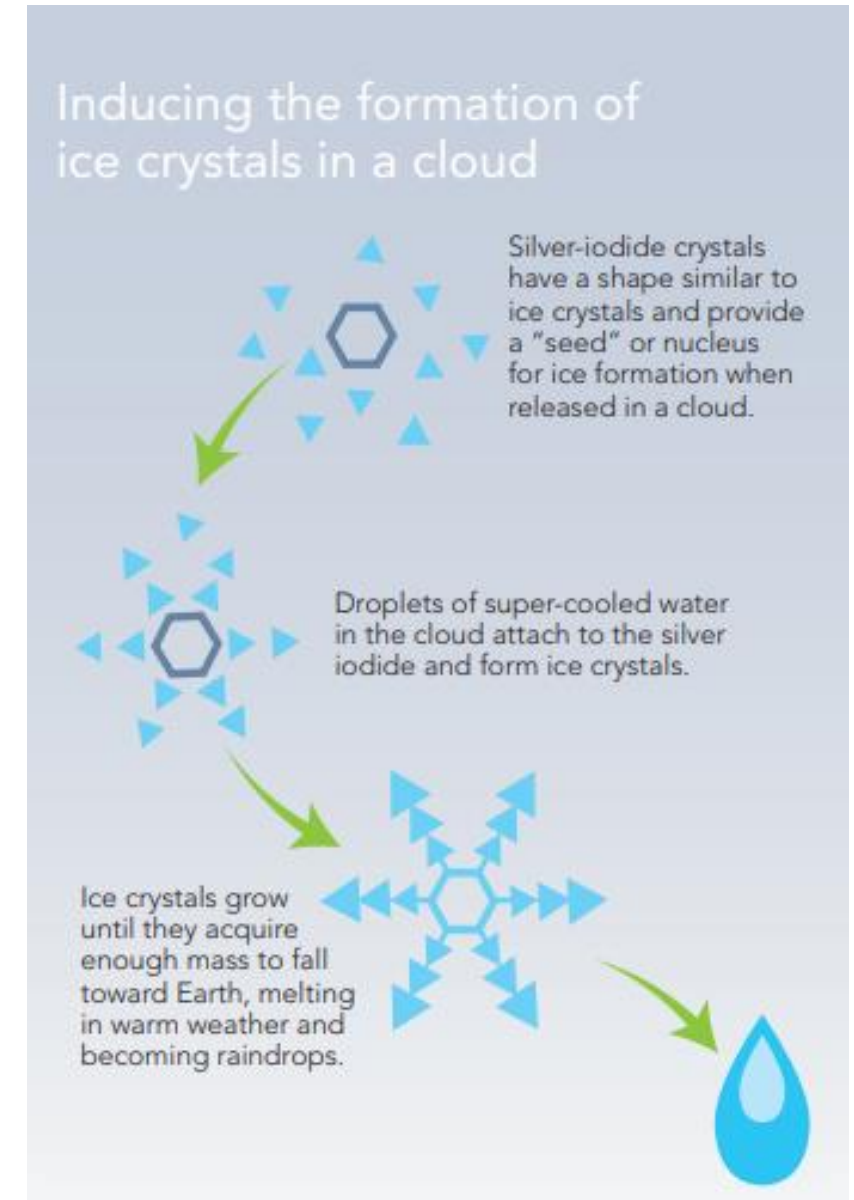 Inducing the formation of
ice crystals in a cloud
Silver-iodide crystals
have a shape similar to
ice crystals and provide
a "seed" or nucleus
for ice formation when
released in a cloud.
Droplets of super-cooled water
in the cloud attach to the silver
iodide and form ice crystals.
Ice crystals grow
until they acquire
enough mass to fall
toward Earth, melting
in warm weather and
becoming raindrops.